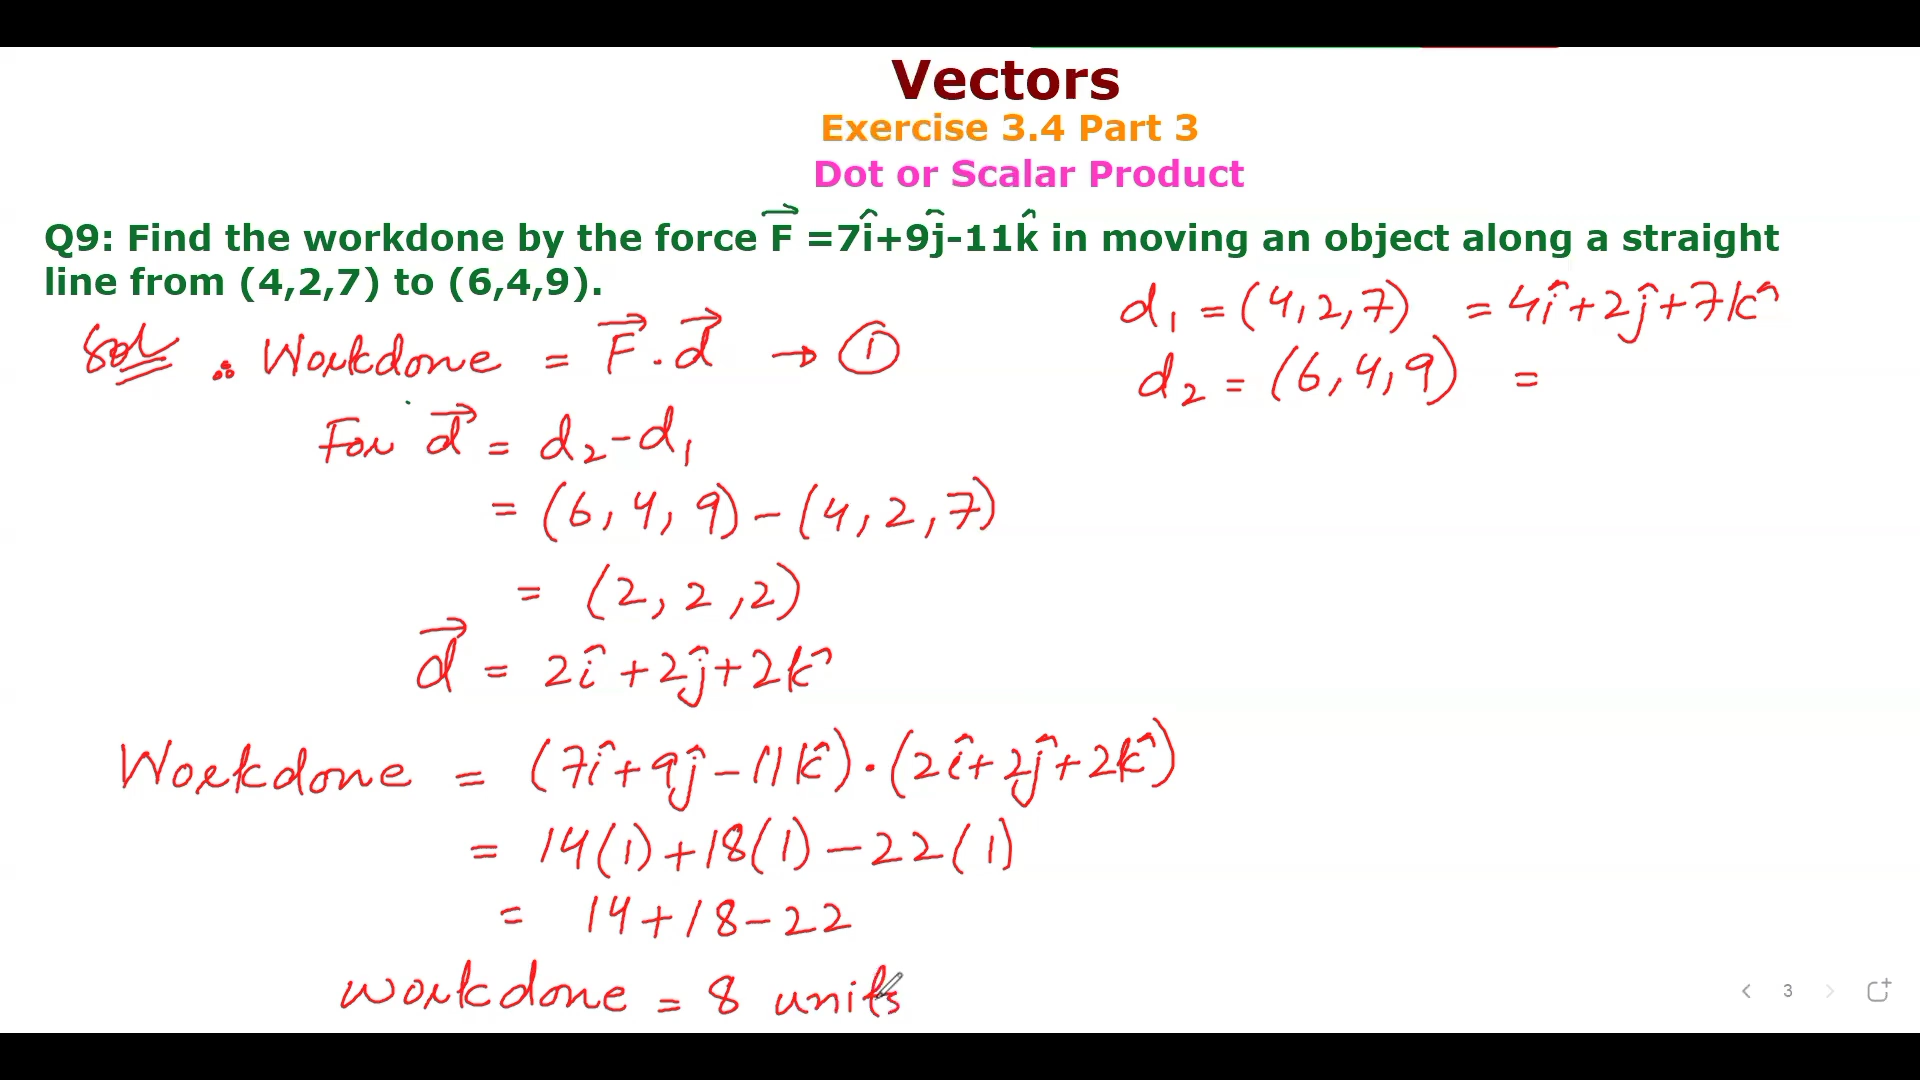 Vectors
Exercise 3.4 Part 3
Dot or Scalar Product
Q9: Find the workdone by the force F⃗ =7î+9ĵ-11k̂ in moving an object along a straight
line from (4,2,7) to (6,4,9).
d₁ = (4,2,7) = 4î+2ĵ+7k̂
Sol ∴ Workdone = F⃗ . d⃗ → ①
d₂ = (6,4,9) =
For d⃗ = d₂-d₁
= (6,4,9) - (4,2,7)
= (2,2,2)
d⃗ = 2î+2ĵ+2k̂
Workdone = (7î+9ĵ-11k̂) . (2î+2ĵ+2k̂)
= 14(1)+18(1)-22(1)
= 14+18-22
workdone = 8 units
3